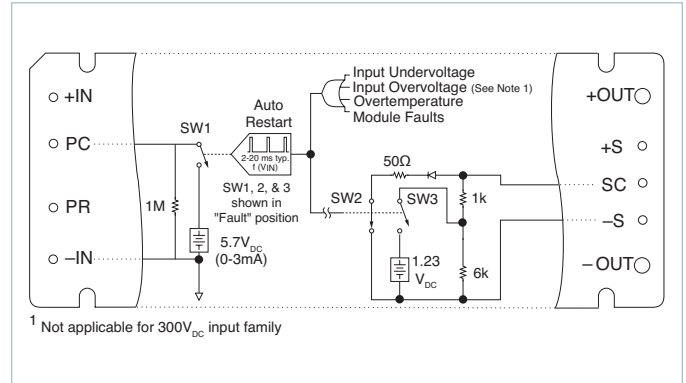 +IN
PC
PR
–IN
1M
SW1
5.7V DC
(0-3mA)
Auto
Restart
2-20 ms typ.
f (VIN)
SW1, 2, & 3
shown in
"Fault" position
Input Undervoltage
Input Overvoltage (See Note 1)
Overtemperature
Module Faults
50Ω
SW2
SW3
1k
1.23
V DC
6k
+OUT
+S
SC
–S
–OUT
1 Not applicable for 300V DC input family